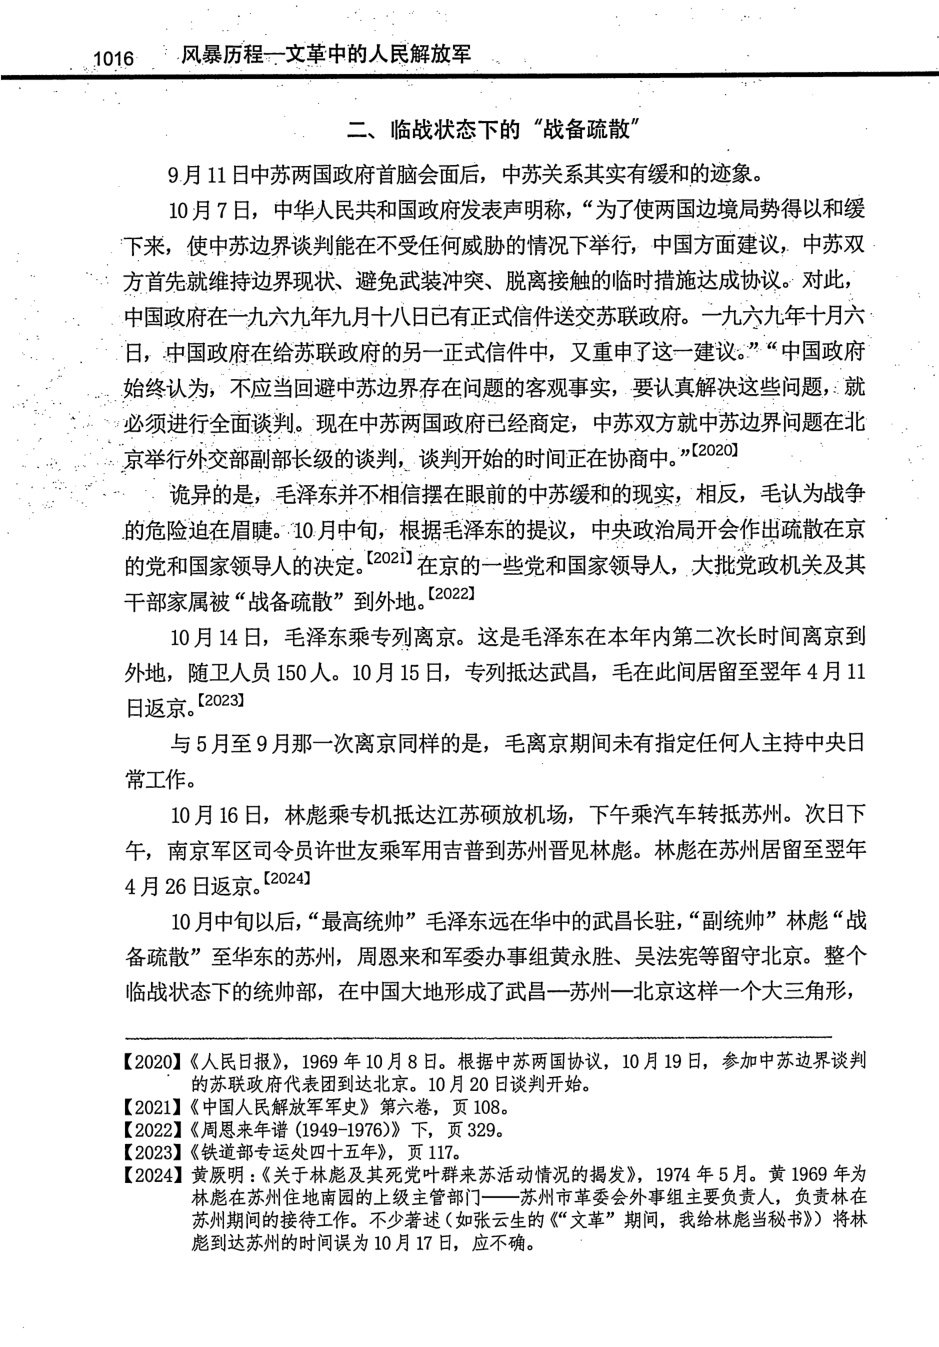 1016 风暴历程—文革中的人民解放军
二、临战状态下的“战备疏散”
9月11日中苏两国政府首脑会面后，中苏关系其实有缓和的迹象。
10月7日，中华人民共和国政府发表声明称，“为了使两国边境局势得以和缓
下来，使中苏边界谈判能在不受任何威胁的情况下举行，中国方面建议，中苏双
方首先就维持边界现状、避免武装冲突、脱离接触的临时措施达成协议。对此，
中国政府在一九六九年九月十八日已有正式信件送交苏联政府。一九六九年十月六
日，中国政府在给苏联政府的另一正式信件中，又重申了这一建议。”“中国政府
始终认为，不应当回避中苏边界存在问题的客观事实，要认真解决这些问题，就
必须进行全面谈判。现在中苏两国政府已经商定，中苏双方就中苏边界问题在北
京举行外交部副部长级的谈判，谈判开始的时间正在协商中。”【2020】
诡异的是，毛泽东并不相信摆在眼前的中苏缓和的现实，相反，毛认为战争
的危险迫在眉睫。10月中旬，根据毛泽东的提议，中央政治局开会作出疏散在京
的党和国家领导人的决定。【2021】在京的一些党和国家领导人，大批党政机关及其
干部家属被“战备疏散”到外地。【2022】
10月14日，毛泽东乘专列离京。这是毛泽东在本年内第二次长时间离京到
外地，随卫人员150人。10月15日，专列抵达武昌，毛在此间居留至翌年4月11
日返京。【2023】
与5月至9月那一次离京同样的是，毛离京期间未有指定任何人主持中央日
常工作。
10月16日，林彪乘专机抵达江苏硕放机场，下午乘汽车转抵苏州。次日下
午，南京军区司令员许世友乘军用吉普到苏州晋见林彪。林彪在苏州居留至翌年
4月26日返京。【2024】
10月中旬以后，“最高统帅”毛泽东远在华中的武昌长驻，“副统帅”林彪“战
备疏散”至华东的苏州，周恩来和军委办事组黄永胜、吴法宪等留守北京。整个
临战状态下的统帅部，在中国大地形成了武昌—苏州—北京这样一个大三角形，
【2020】《人民日报》，1969年10月8日。根据中苏两国协议，10月19日，参加中苏边界谈判
的苏联政府代表团到达北京。10月20日谈判开始。
【2021】《中国人民解放军军史》第六卷，页108。
【2022】《周恩来年谱（1949-1976）》下，页329。
【2023】《铁道部专运处四十五年》，页117。
【2024】黄厥明：《关于林彪及其死党叶群来苏活动情况的揭发》，1974年5月。黄1969年为
林彪在苏州住地南园的上级主管部门——苏州市革委会外事组主要负责人，负责林在
苏州期间的接待工作。不少著述（如张云生的《“文革”期间，我给林彪当秘书》）将林
彪到达苏州的时间误为10月17日，应不确。